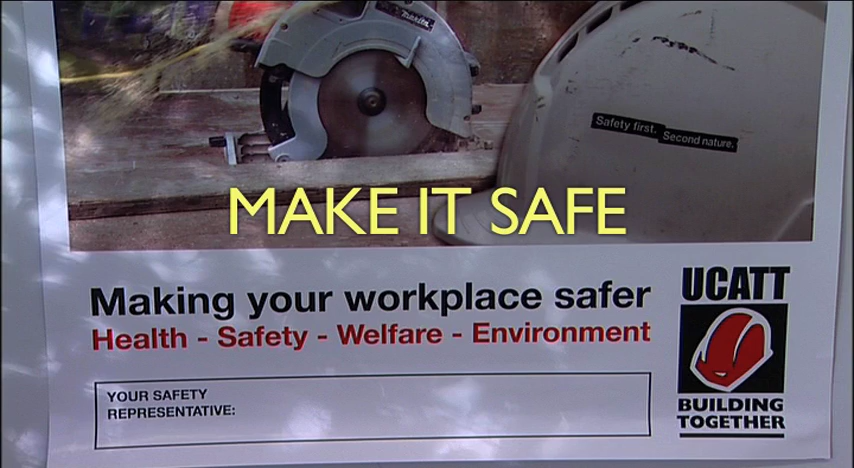 Makita
Safety first.
Second nature.
MAKE IT SAFE
Making your workplace safer
Health - Safety - Welfare - Environment
YOUR SAFETY
REPRESENTATIVE:
UCATT
BUILDING
TOGETHER